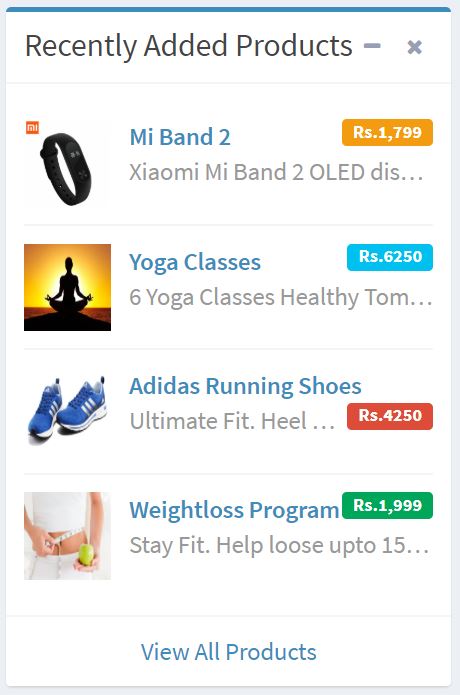 Recently Added Products
mi
Mi Band 2 Rs.1,799
Xiaomi Mi Band 2 OLED dis...
Yoga Classes Rs.6250
6 Yoga Classes Healthy Tom...
Adidas Running Shoes
Ultimate Fit. Heel ... Rs.4250
Weightloss Program Rs.1,999
Stay Fit. Help loose upto 15...
View All Products